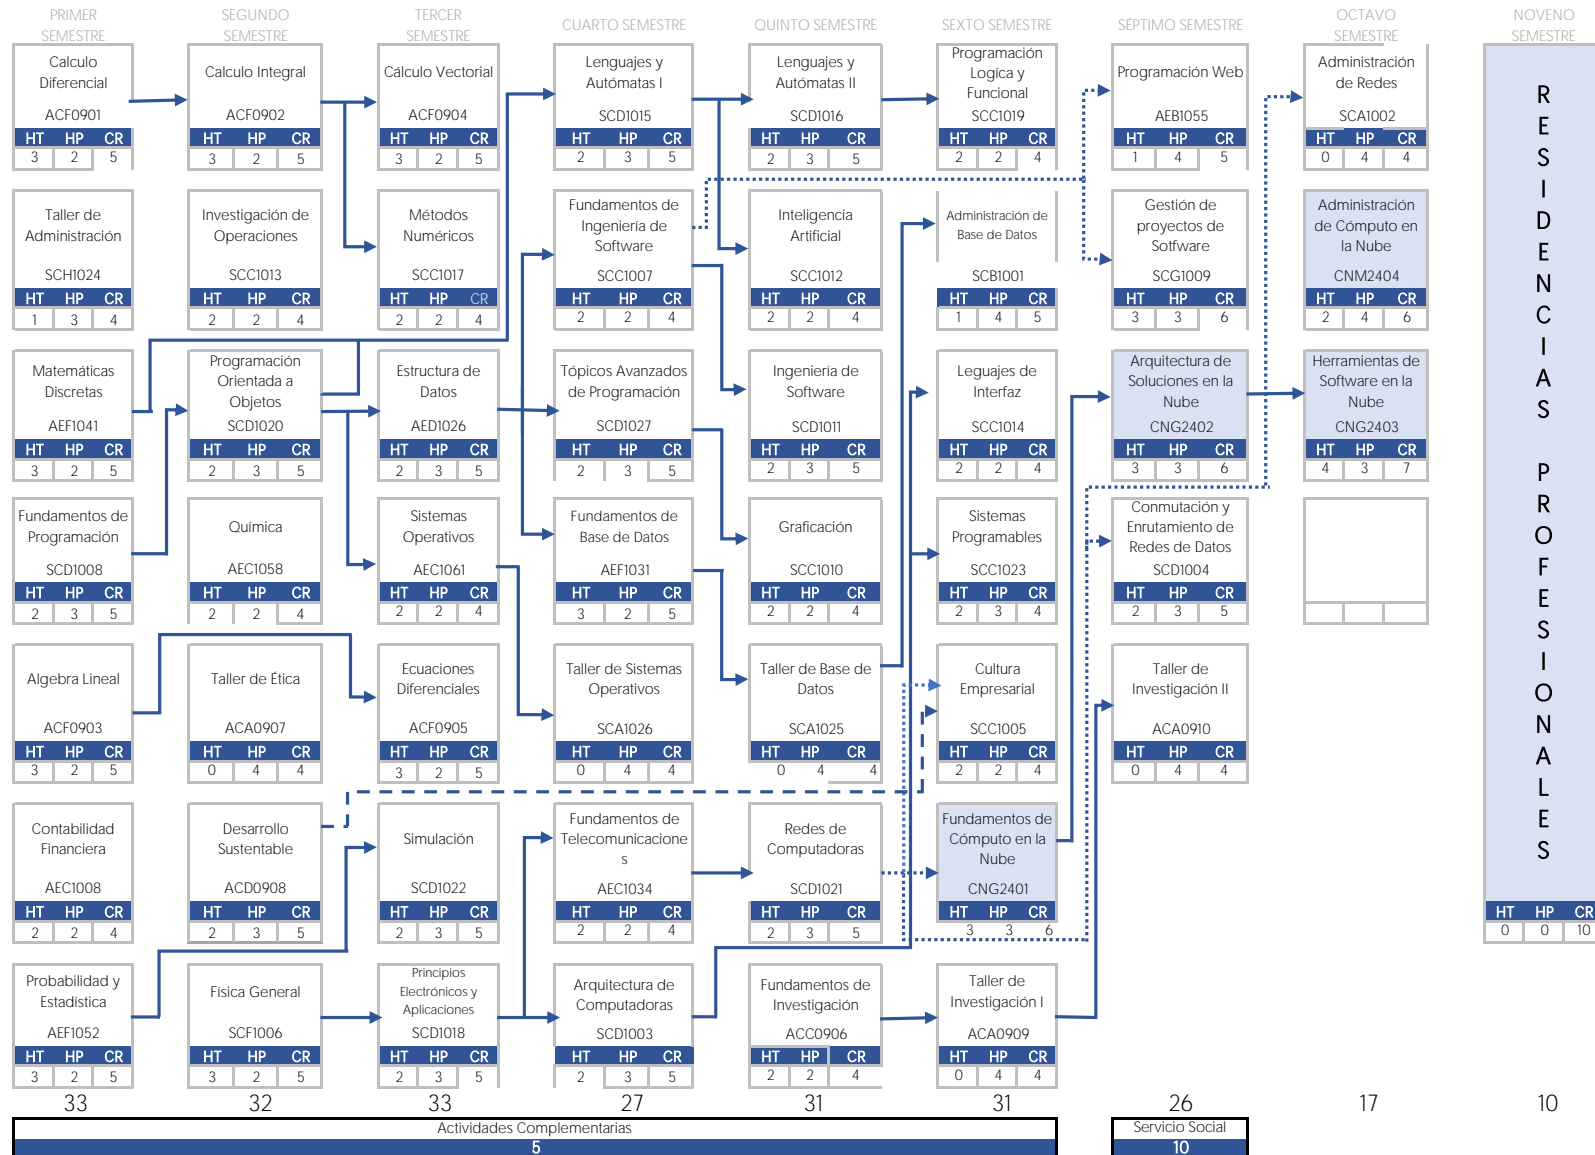 PRIMER
SEMESTRE
SEGUNDO
SEMESTRE
TERCER
SEMESTRE
CUARTO SEMESTRE
QUINTO SEMESTRE
SEXTO SEMESTRE
SÉPTIMO SEMESTRE
OCTAVO
SEMESTRE
NOVENO
SEMESTRE
Calculo
Diferencial
ACF0901
HT HP CR
3 2 5
Calculo Integral
ACF0902
HT HP CR
3 2 5
Cálculo Vectorial
ACF0904
HT HP CR
3 2 5
Lenguajes y
Autómatas I
SCD1015
HT HP CR
2 3 5
Lenguajes y
Autómatas II
SCD1016
HT HP CR
2 3 5
Programación
Logíca y
Funcional
SCC1019
HT HP CR
2 2 4
Programación Web
AEB1055
HT HP CR
1 4 5
Administración
de Redes
SCA1002
HT HP CR
0 4 4
Taller de
Administración
SCH1024
HT HP CR
1 3 4
Investigación de
Operaciones
SCC1013
HT HP CR
2 2 4
Métodos
Numéricos
SCC1017
HT HP CR
2 2 4
Fundamentos de
Ingeniería de
Software
SCC1007
HT HP CR
2 2 4
Inteligencia
Artificial
SCC1012
HT HP CR
2 2 4
Administración de
Base de Datos
SCB1001
HT HP CR
1 4 5
Gestión de
proyectos de
Sotfware
SCG1009
HT HP CR
3 3 6
Administración
de Cómputo en
la Nube
CNM2404
HT HP CR
2 4 6
Matemáticas
Discretas
AEF1041
HT HP CR
3 2 5
Programación
Orientada a
Objetos
SCD1020
HT HP CR
2 3 5
Estructura de
Datos
AED1026
HT HP CR
2 3 5
Tópicos Avanzados
de Programación
SCD1027
HT HP CR
2 3 5
Ingeniería de
Software
SCD1011
HT HP CR
2 3 5
Leguajes de
Interfaz
SCC1014
HT HP CR
2 2 4
Arquitectura de
Soluciones en la
Nube
CNG2402
HT HP CR
3 3 6
Herramientas de
Software en la
Nube
CNG2403
HT HP CR
4 3 7
Fundamentos de
Programación
SCD1008
HT HP CR
2 3 5
Química
AEC1058
HT HP CR
2 2 4
Sistemas
Operativos
AEC1061
HT HP CR
2 2 4
Fundamentos de
Base de Datos
AEF1031
HT HP CR
3 2 5
Graficación
SCC1010
HT HP CR
2 2 4
Sistemas
Programables
SCC1023
HT HP CR
2 3 4
Conmutación y
Enrutamiento de
Redes de Datos
SCD1004
HT HP CR
2 3 5
Algebra Lineal
ACF0903
HT HP CR
3 2 5
Taller de Ética
ACA0907
HT HP CR
0 4 4
Ecuaciones
Diferenciales
ACF0905
HT HP CR
3 2 5
Taller de Sistemas
Operativos
SCA1026
HT HP CR
0 4 4
Taller de Base de
Datos
SCA1025
HT HP CR
0 4 4
Cultura
Empresarial
SCC1005
HT HP CR
2 2 4
Taller de
Investigación II
ACA0910
HT HP CR
0 4 4
Contabilidad
Financiera
AEC1008
HT HP CR
2 2 4
Desarrollo
Sustentable
ACD0908
HT HP CR
2 3 5
Simulación
SCD1022
HT HP CR
2 3 5
Fundamentos de
Telecomunicacione
s
AEC1034
HT HP CR
2 2 4
Redes de
Computadoras
SCD1021
HT HP CR
2 3 5
Fundamentos de
Cómputo en la
Nube
CNG2401
HT HP CR
3 3 6
Probabilidad y
Estadística
AEF1052
HT HP CR
3 2 5
Física General
SCF1006
HT HP CR
3 2 5
Principios
Electrónicos y
Aplicaciones
SCD1018
HT HP CR
2 3 5
Arquitectura de
Computadoras
SCD1003
HT HP CR
2 3 5
Fundamentos de
Investigación
ACC0906
HT HP CR
2 2 4
Taller de
Investigación I
ACA0909
HT HP CR
0 4 4
RESIDENCIAS PROFESIONALES
HT HP CR
0 0 10
33 32 33 27 31 31 26 17 10
Actividades Complementarias
5
Servicio Social
10